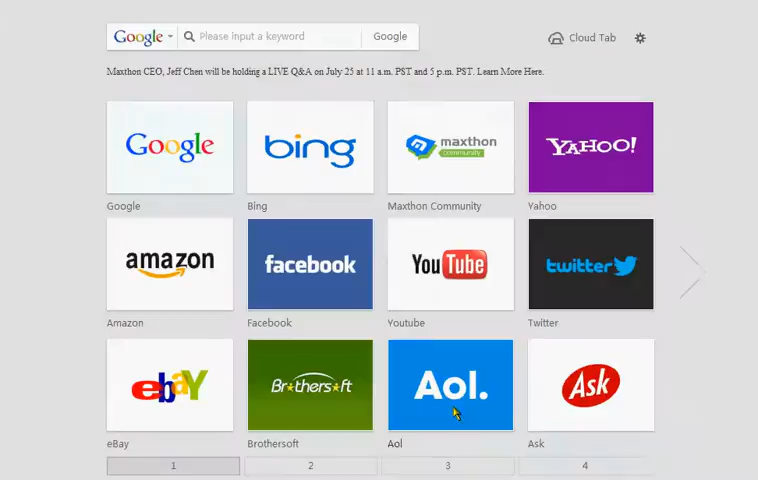 Google Please input a keyword Google Cloud Tab
Maxthon CEO, Jeff Chen will be holding a LIVE Q&A on July 25 at 11 a.m. PST and 5 p.m. PST. Learn More Here.
Google bing maxthon YAHOO!
community
Google Bing Maxthon Community Yahoo
amazon facebook YouTube twitter
Amazon Facebook Youtube Twitter
ebaY Brothersoft Aol. Ask
eBay Brothersoft Aol Ask
1 2 3 4